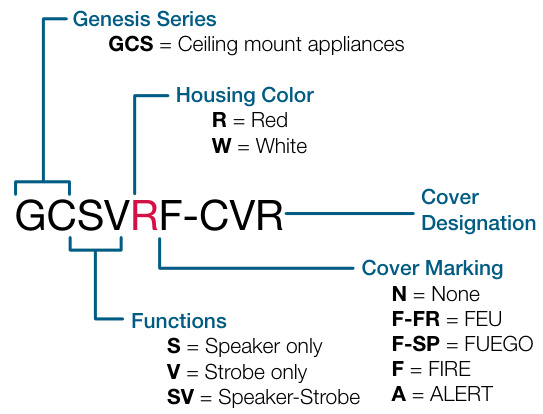 Genesis Series
GCS = Ceiling mount appliances
Housing Color
R = Red
W = White
GCSVRF-CVR
Cover
Designation
Cover Marking
N = None
F-FR = FEU
F-SP = FUEGO
F = FIRE
A = ALERT
Functions
S = Speaker only
V = Strobe only
SV = Speaker-Strobe